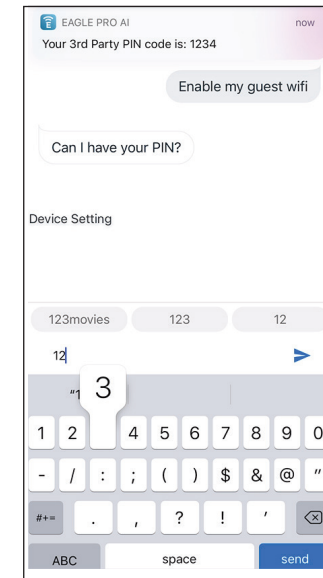 EAGLE PRO AI now
Your 3rd Party PIN code is: 1234
Enable my guest wifi
Can I have your PIN?
Device Setting
123movies 123 12
12
"1
3
1 2 4 5 6 7 8 9 0
- / : ; ( ) $ & @ "
#+= . , ? ! '
ABC space send